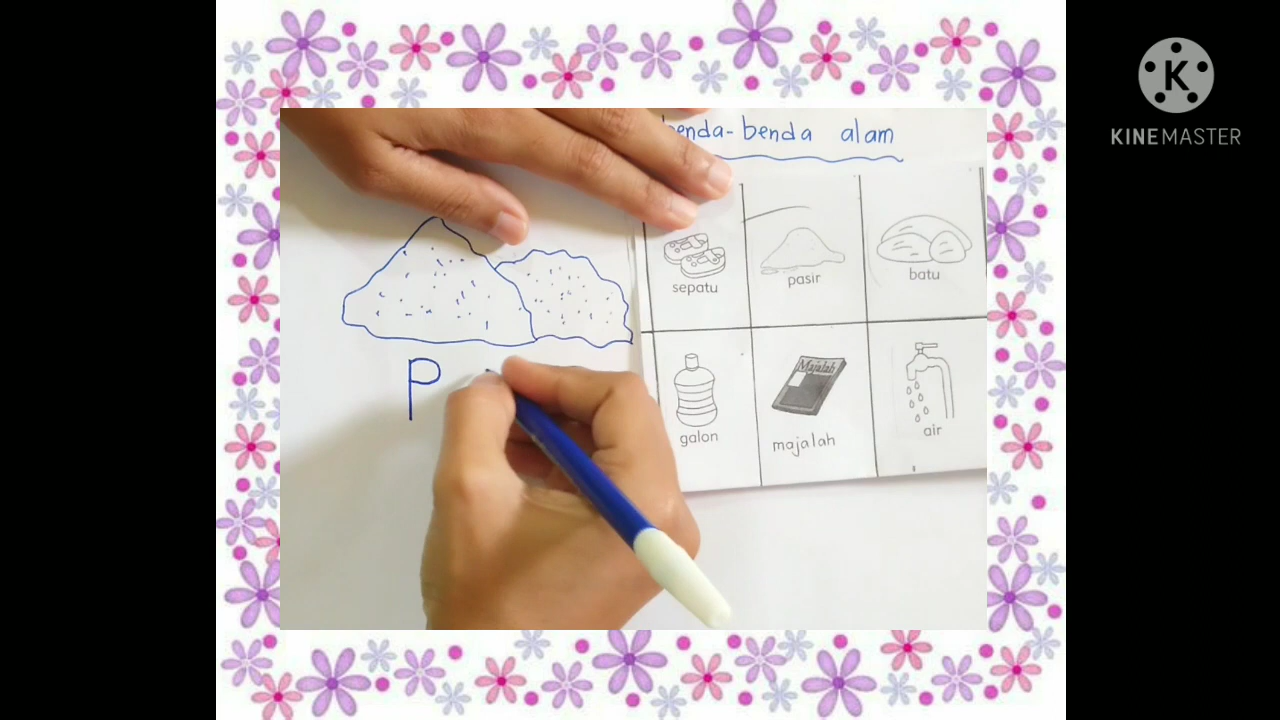 benda-benda alam
sepatu
pasir
batu
Majalah
galon
majalah
air
P
KINEMASTER